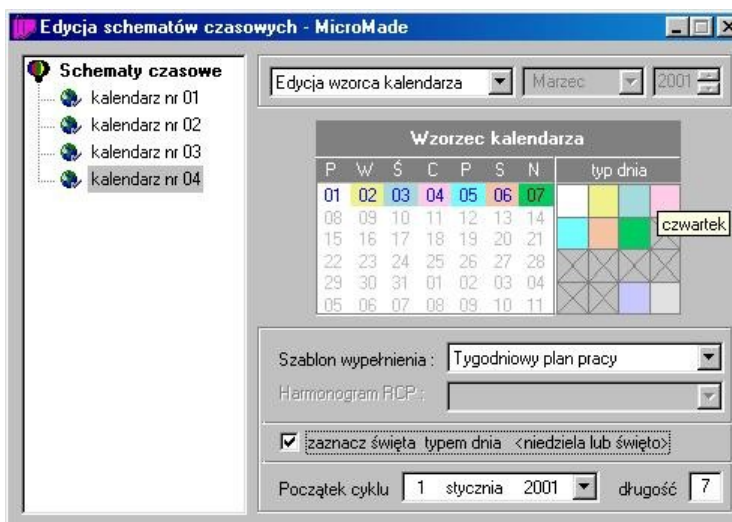 Edycja schematów czasowych - MicroMade
Schematy czasowe
kalendarz nr 01
kalendarz nr 02
kalendarz nr 03
kalendarz nr 04
Edycja wzorca kalendarza Marzec 2001
Wzorzec kalendarza
P W Ś C P S N typ dnia
01 02 03 04 05 06 07
08 09 10 11 12 13 14
czwartek
15 16 17 18 19 20 21
22 23 24 25 26 27 28
29 30 31 01 02 03 04
05 06 07 08 09 10 11
Szablon wypełnienia : Tygodniowy plan pracy
Harmonogram RCP :
zaznacz święta typem dnia <niedziela lub święto>
Początek cyklu 1 stycznia 2001 długość 7